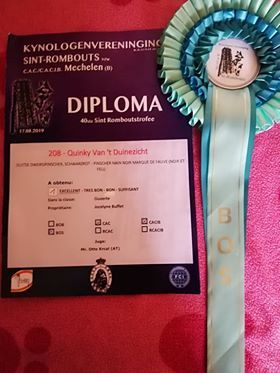 KYNOLOGENVERENINGING
SINT-ROMBOUTS vzw
C.A.C/C.A.C.I.B. Mechelen (B)
DIPLOMA
17.08.2019
40ste Sint Romboutstrofee
208 - Quinky Van 't Duinezicht
DUITSE DWERGPINSCHER, SCHWARZROT - PINSCHER NAIN NOIR MARQUE DE FAUVE (NOIR ET FEU)
A obtenu:
EXCELLENT - TRES BON - BON - SUFFISANT
Dans la classe: Ouverte
Propriétaire: Jocelyne Buffet
BOB CAC CACIB
BOS RCAC RCACIB
Juge:
Mr. Otto Krcal (AT)
FCI
BOS